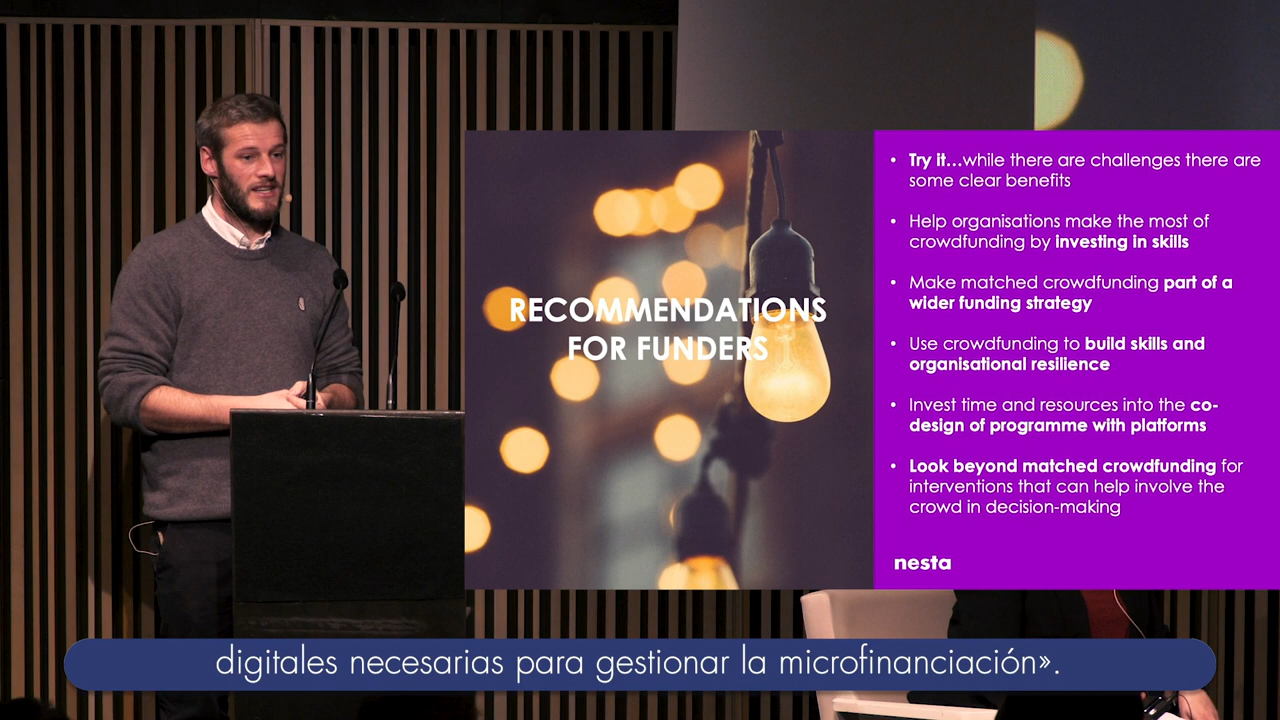 RECOMMENDATIONS
FOR FUNDERS
• Try it...while there are challenges there are
some clear benefits
• Help organisations make the most of
crowdfunding by investing in skills
• Make matched crowdfunding part of a
wider funding strategy
• Use crowdfunding to build skills and
organisational resilience
• Invest time and resources into the co-
design of programme with platforms
• Look beyond matched crowdfunding for
interventions that can help involve the
crowd in decision-making
nesta
digitales necesarias para gestionar la microfinanciación».